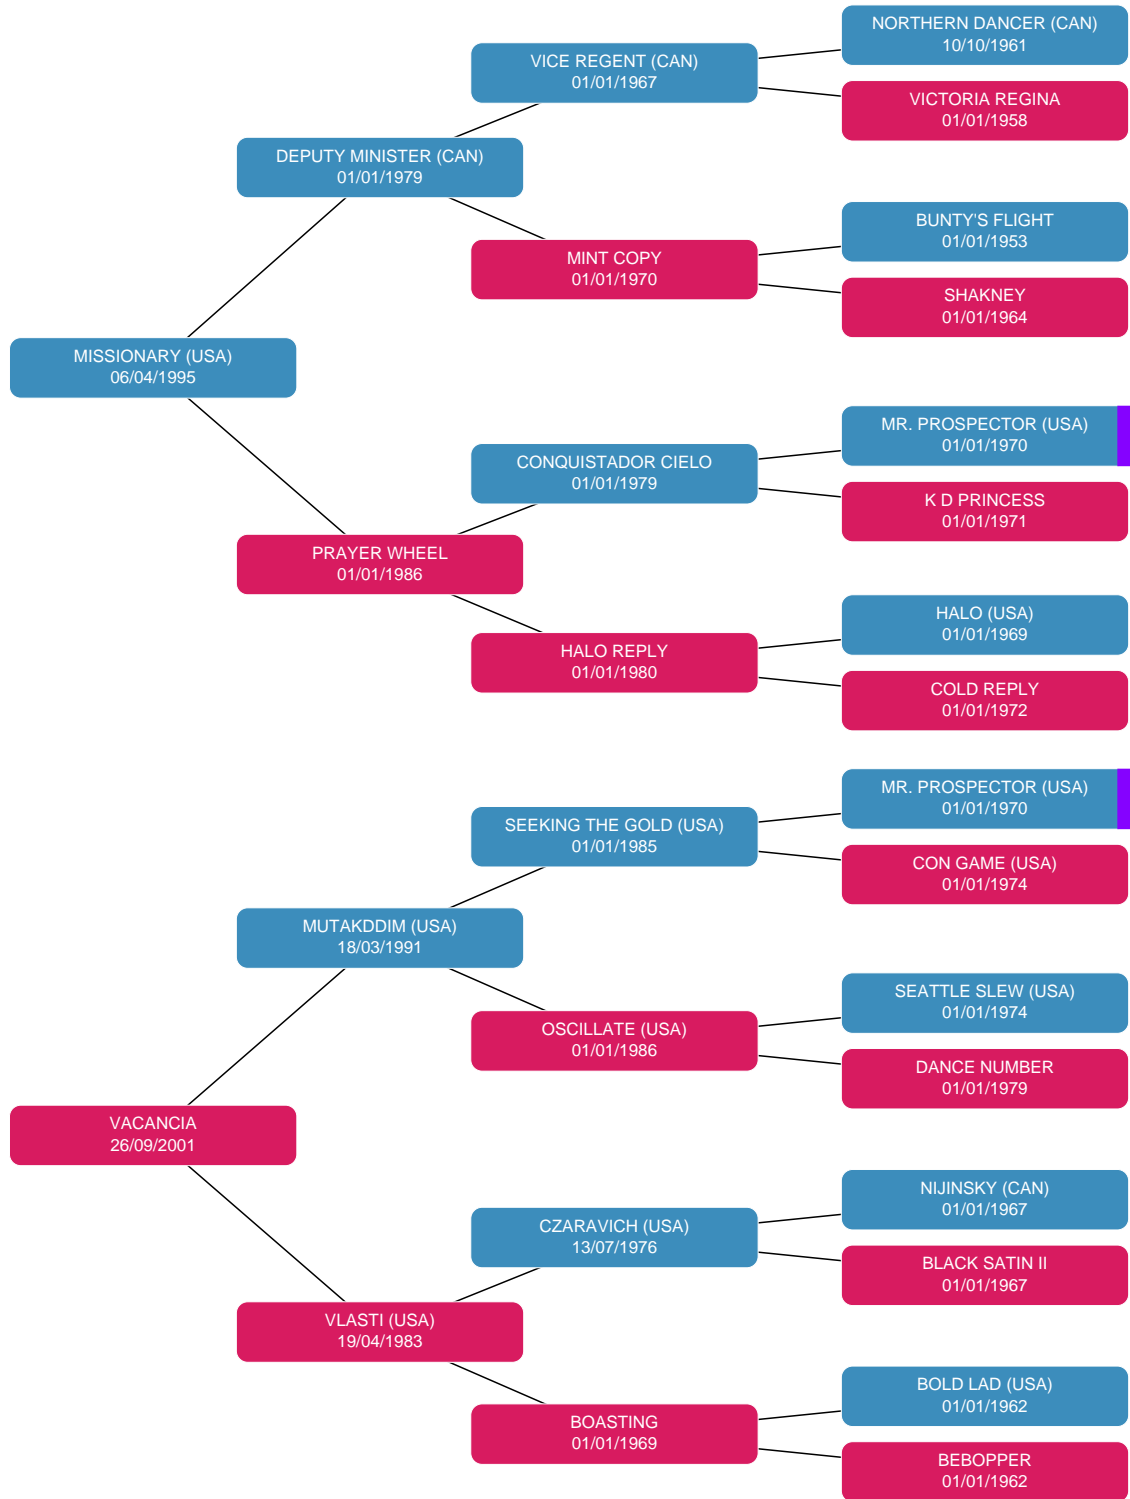 NORTHERN DANCER (CAN)
10/10/1961
VICE REGENT (CAN)
01/01/1967
VICTORIA REGINA
01/01/1958
DEPUTY MINISTER (CAN)
01/01/1979
BUNTY'S FLIGHT
01/01/1953
MINT COPY
01/01/1970
SHAKNEY
01/01/1964
MISSIONARY (USA)
06/04/1995
MR. PROSPECTOR (USA)
01/01/1970
CONQUISTADOR CIELO
01/01/1979
K D PRINCESS
01/01/1971
PRAYER WHEEL
01/01/1986
HALO (USA)
01/01/1969
HALO REPLY
01/01/1980
COLD REPLY
01/01/1972
MR. PROSPECTOR (USA)
01/01/1970
SEEKING THE GOLD (USA)
01/01/1985
CON GAME (USA)
01/01/1974
MUTAKDDIM (USA)
18/03/1991
SEATTLE SLEW (USA)
01/01/1974
OSCILLATE (USA)
01/01/1986
DANCE NUMBER
01/01/1979
VACANCIA
26/09/2001
NIJINSKY (CAN)
01/01/1967
CZARAVICH (USA)
13/07/1976
BLACK SATIN II
01/01/1967
VLASTI (USA)
19/04/1983
BOLD LAD (USA)
01/01/1962
BOASTING
01/01/1969
BEBOPPER
01/01/1962